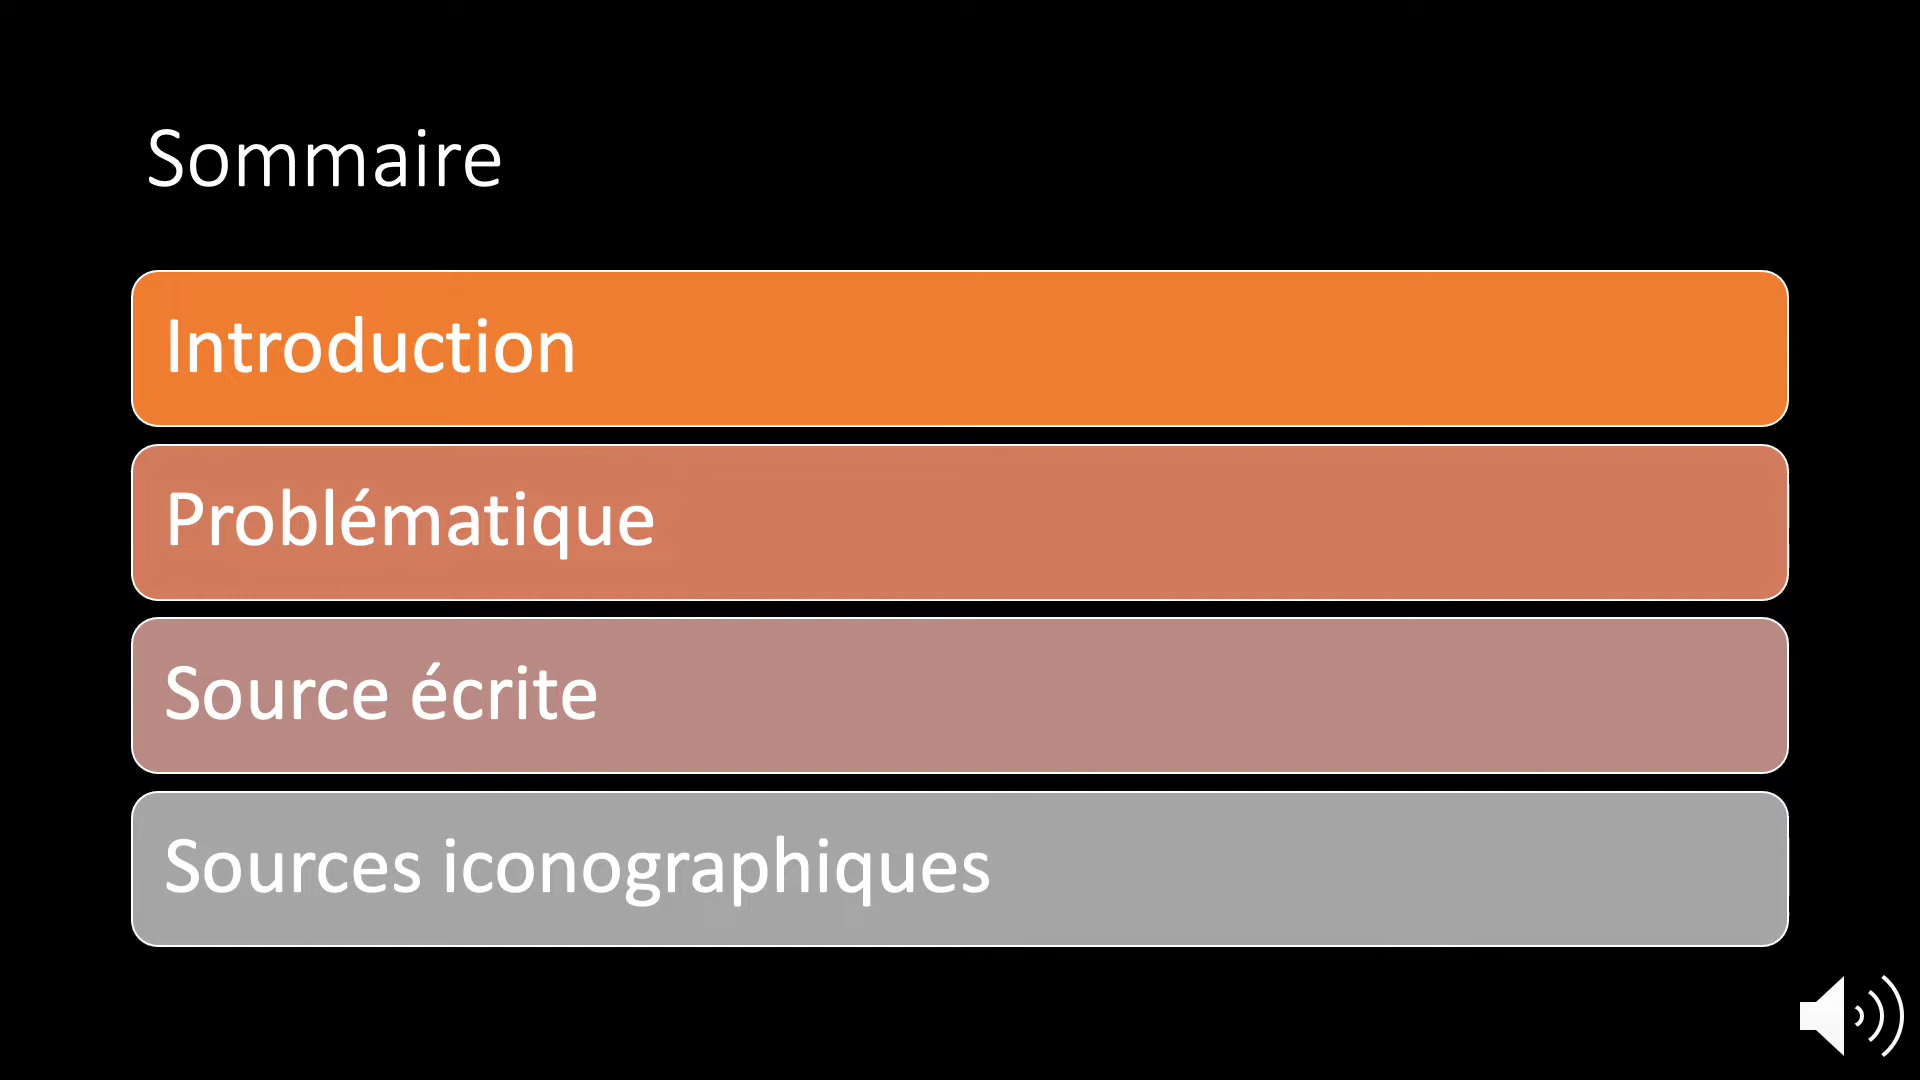 Sommaire
Introduction
Problématique
Source écrite
Sources iconographiques